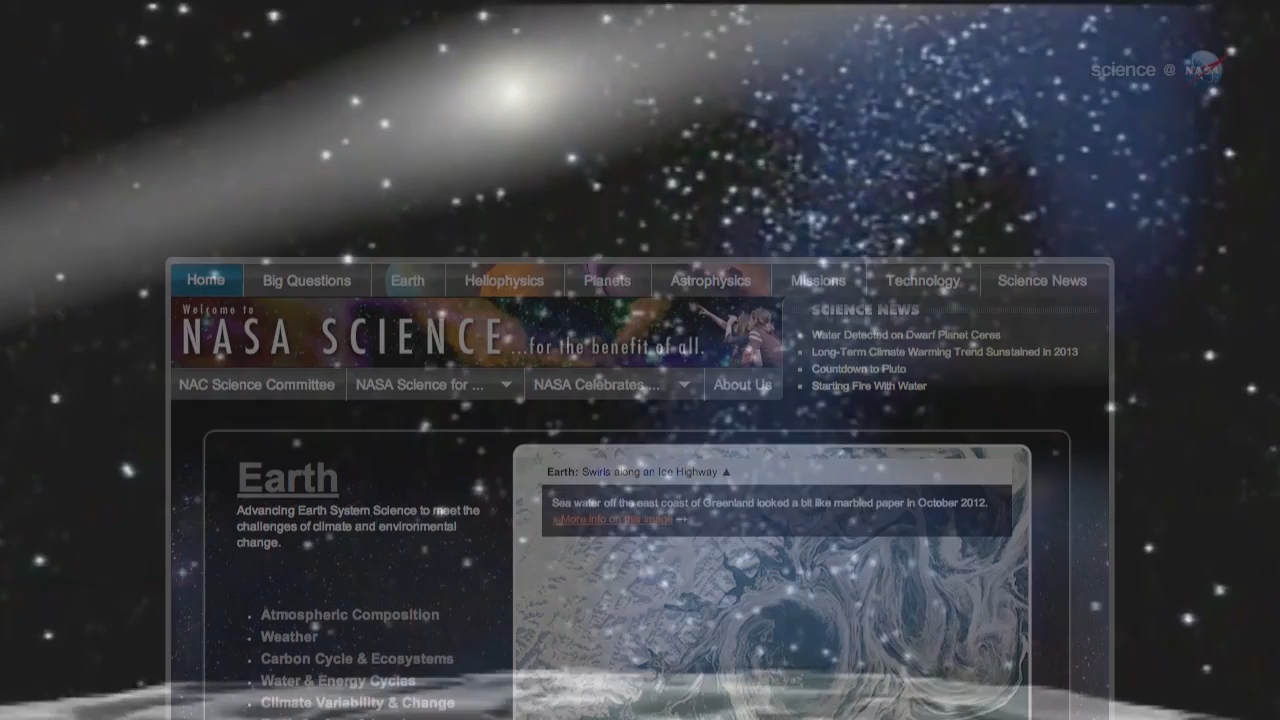 science @ NASA
Home Big Questions Earth Heliophysics Planets Astrophysics Missions Technology Science News
Welcome to
NASA SCIENCE ...for the benefit of all.
SCIENCE NEWS
Water Detected on Dwarf Planet Ceres
Long-Term Climate Warming Trend Sunstained in 2013
Countdown to Pluto
Starting Fire With Water
NAC Science Committee NASA Science for ... NASA Celebrates.... About Us
Earth
Advancing Earth System Science to meet the
challenges of climate and environmental
change.
Atmospheric Composition
Weather
Carbon Cycle & Ecosystems
Water & Energy Cycles
Climate Variability & Change
Earth: Swirls along an Ice Highway
Sea water off the east coast of Greenland looked a bit like marbled paper in October 2012.
» More info on this image